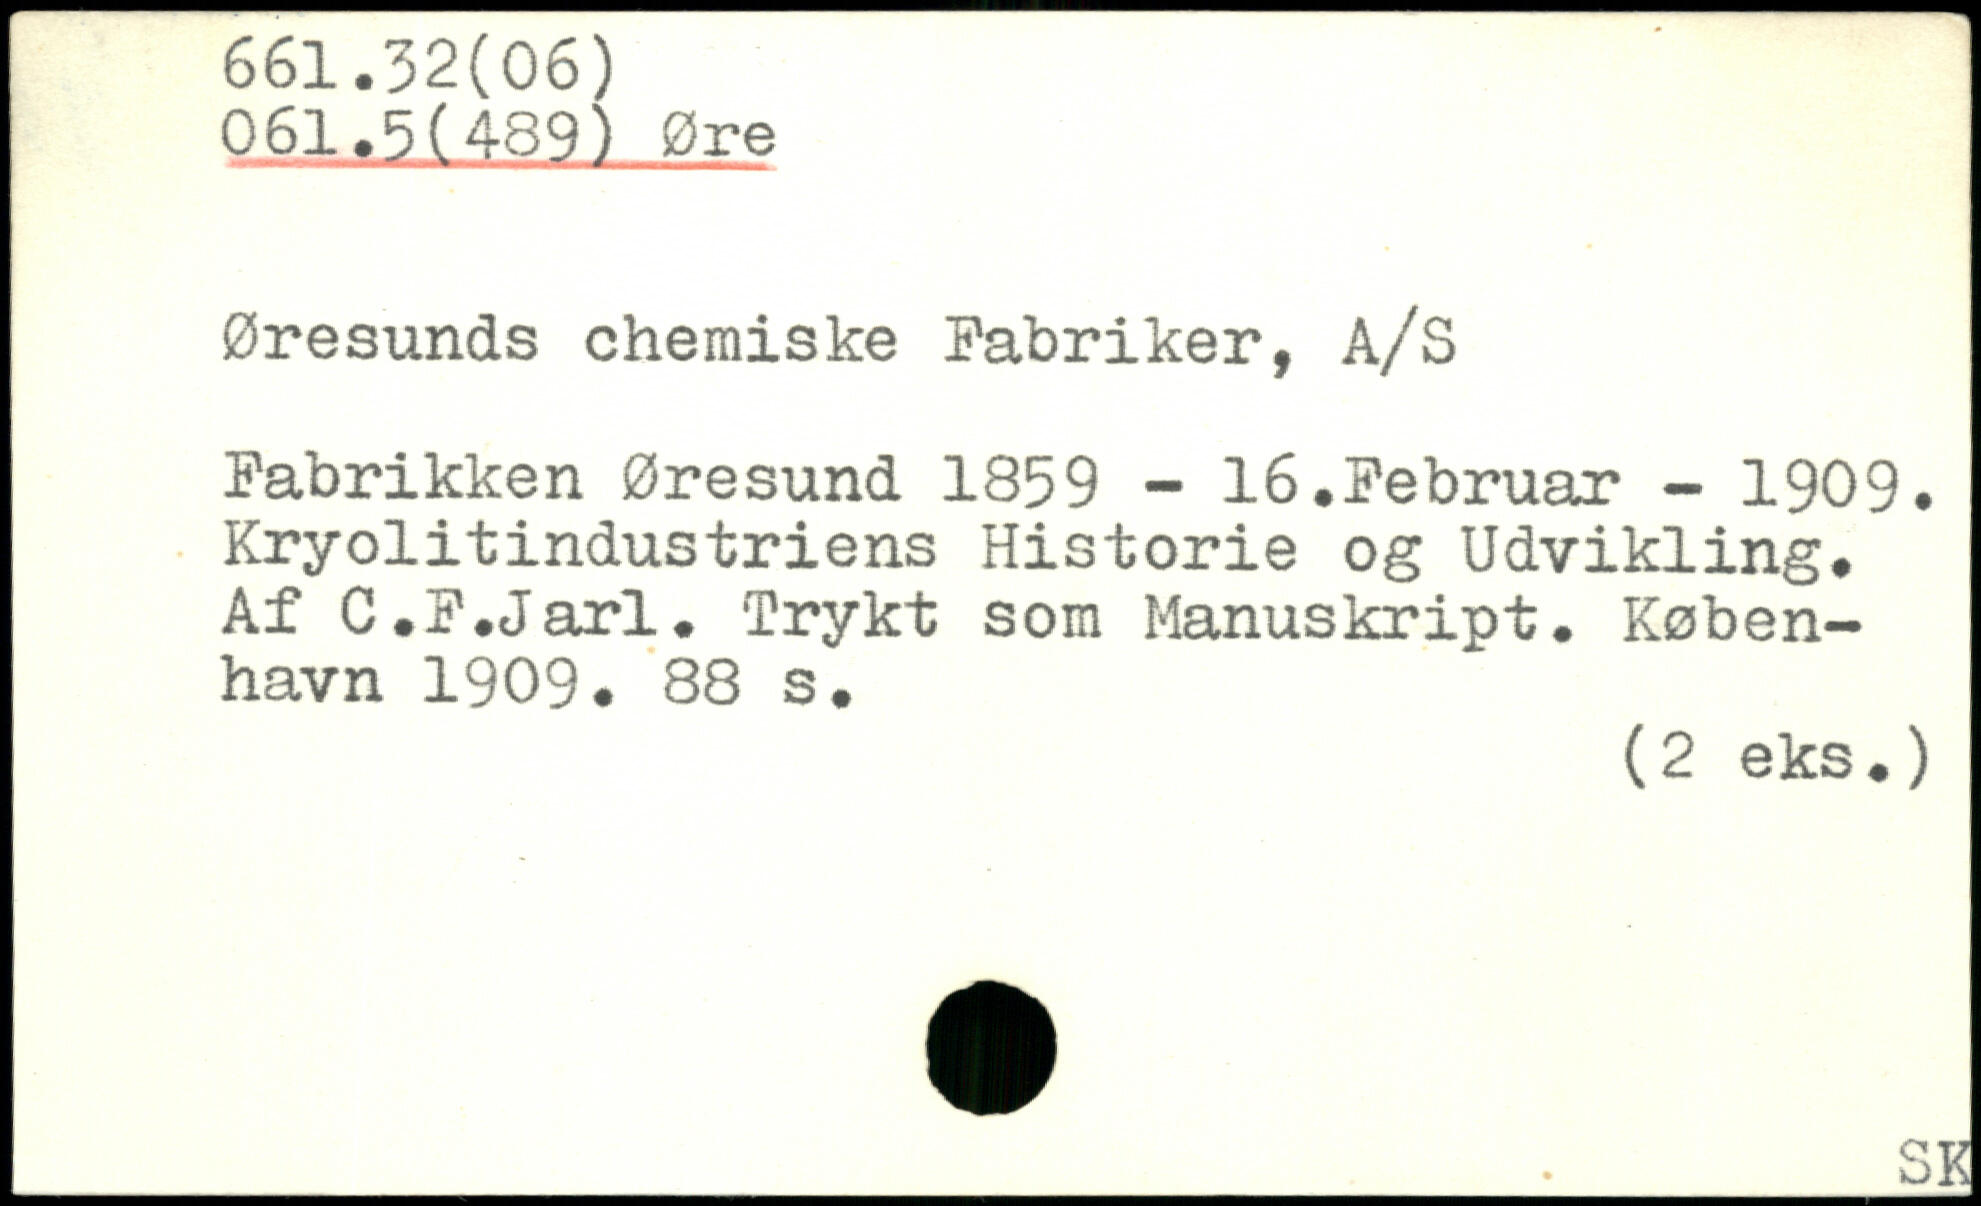 661.32(06)
061.5(489) Øre
Øresunds chemiske Fabriker, A/S
Fabrikken Øresund 1859 - 16.Februar - 1909.
Kryolitindustriens Historie og Udvikling.
Af C.F.Jarl. Trykt som Manuskript. Køben-
havn 1909. 88 s.
(2 eks.)
SK